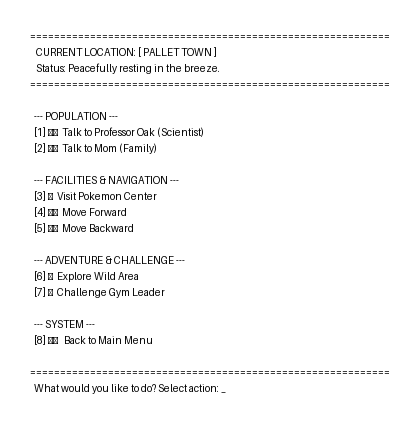 ============================================================
CURRENT LOCATION: [ PALLET TOWN ]
Status: Peacefully resting in the breeze.
============================================================
--- POPULATION ---
[1] Talk to Professor Oak (Scientist)
[2] Talk to Mom (Family)
--- FACILITIES & NAVIGATION ---
[3] Visit Pokemon Center
[4] Move Forward
[5] Move Backward
--- ADVENTURE & CHALLENGE ---
[6] Explore Wild Area
[7] Challenge Gym Leader
--- SYSTEM ---
[8] Back to Main Menu
============================================================
What would you like to do? Select action: _